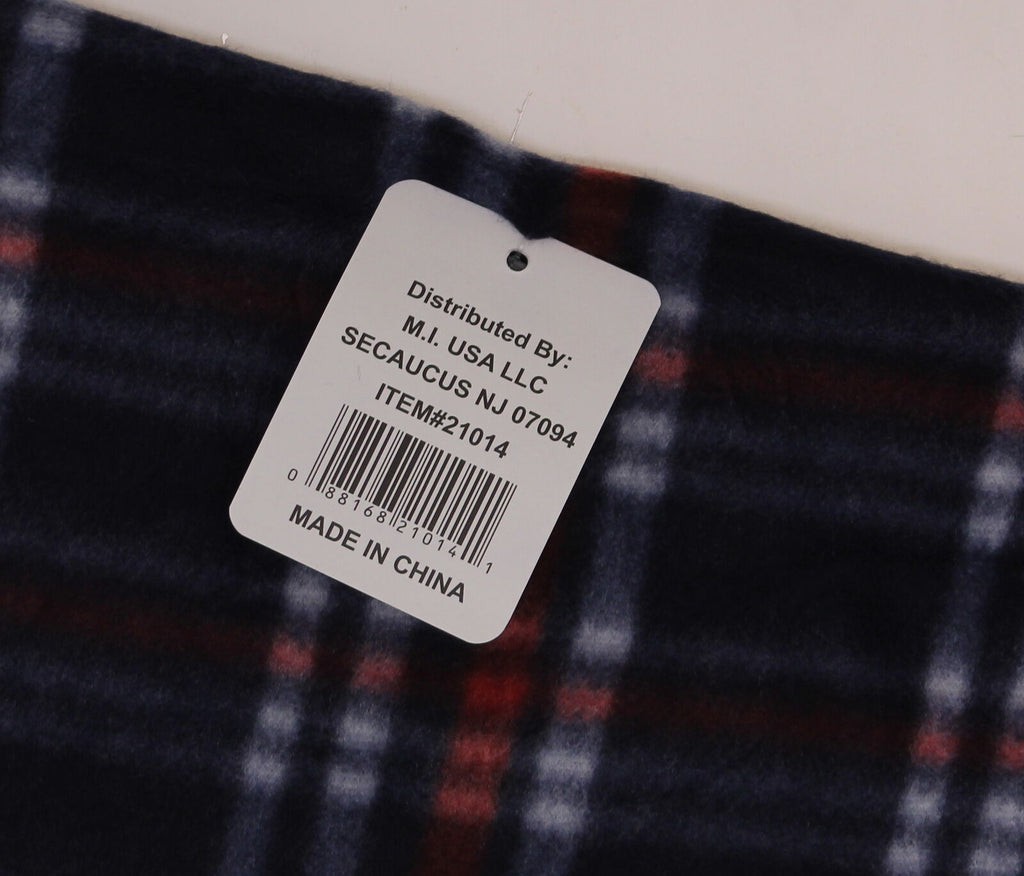 Distributed By:
M.I. USA LLC
SECAUCUS NJ 07094
ITEM#21014
0 88168 21014 1
MADE IN CHINA